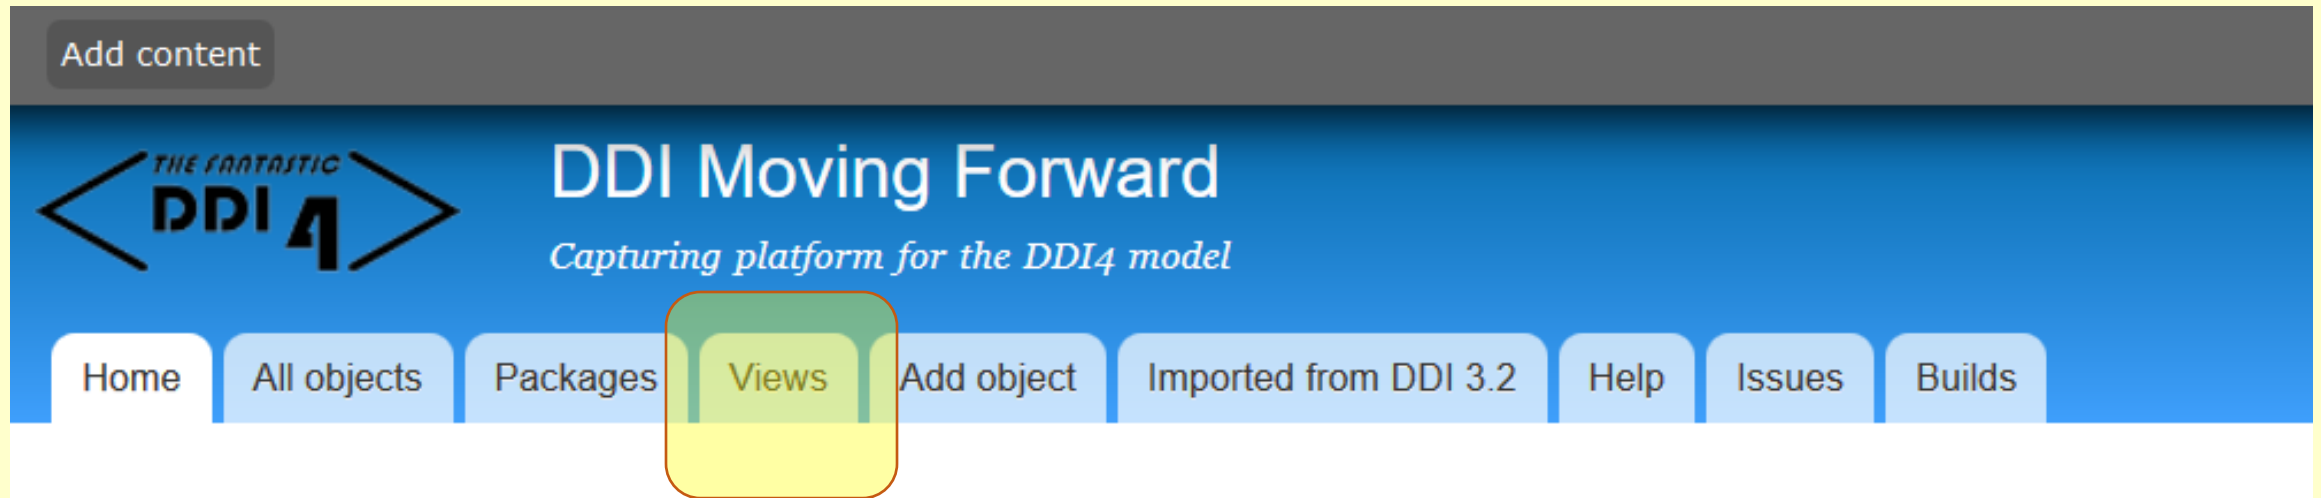 Add content
THE FANTASTIC
DDI 4
DDI Moving Forward
Capturing platform for the DDI4 model
Home All objects Packages Views Add object Imported from DDI 3.2 Help Issues Builds